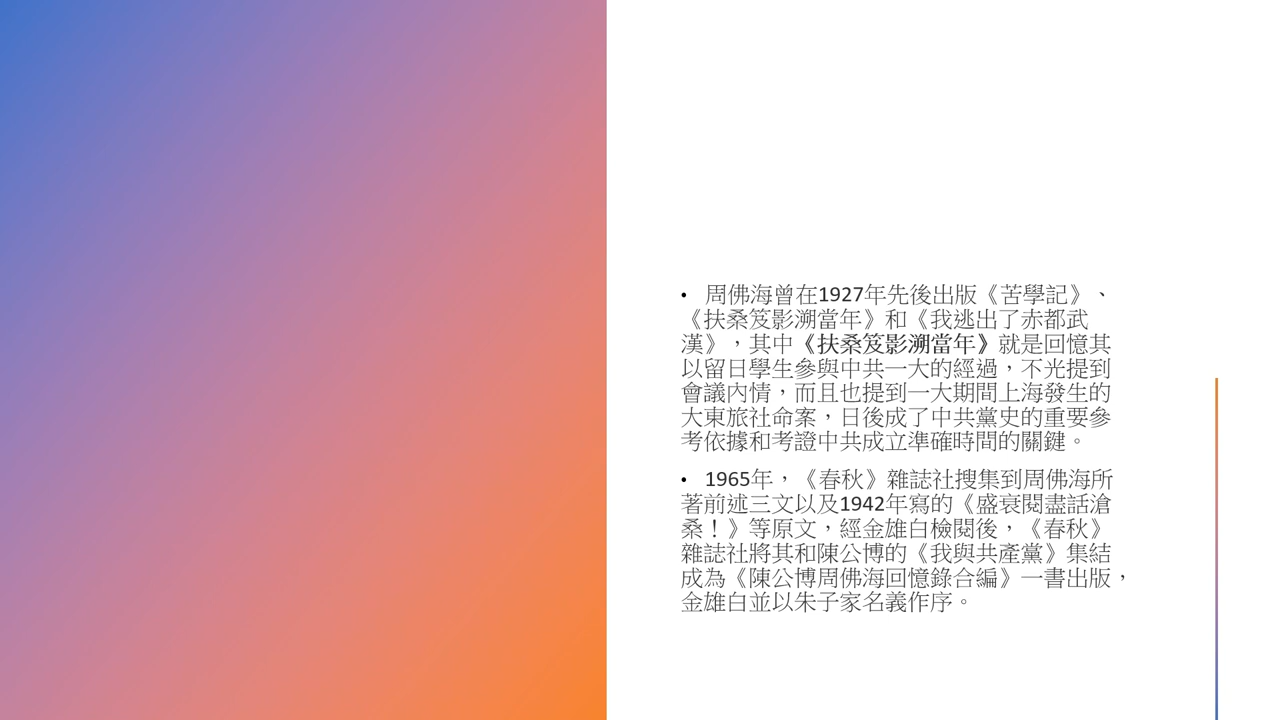 • 周佛海曾在1927年先後出版《苦學記》、
《扶桑笈影溯當年》和《我逃出了赤都武
漢》，其中《扶桑笈影溯當年》就是回憶其
以留日學生參與中共一大的經過，不光提到
會議內情，而且也提到一大期間上海發生的
大東旅社命案，日後成了中共黨史的重要參
考依據和考證中共成立準確時間的關鍵。
• 1965年，《春秋》雜誌社搜集到周佛海所
著前述三文以及1942年寫的《盛衰閱盡話滄
桑！》等原文，經金雄白檢閱後，《春秋》
雜誌社將其和陳公博的《我與共產黨》集結
成為《陳公博周佛海回憶錄合編》一書出版，
金雄白並以朱子家名義作序。